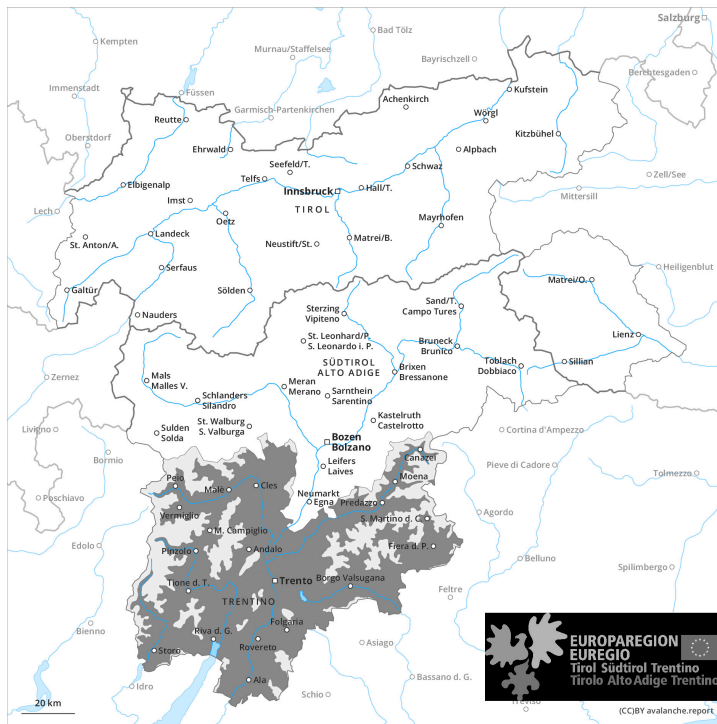 Salzburg
Kempten
Bad Tölz
Murnau/Staffelsee
Bayrischzell
Berchtesgaden
Immenstadt
Füssen
Garmisch-Partenkirchen
Achenkirch
Kufstein
Reutte
Wörgl
Oberstdorf
Ehrwald
Kitzbühel
Alpbach
Seefeld/T.
Schwaz
Telfs
Zell/See
Elbigenalp
Innsbruck
Hall/T.
Mittersill
Imst
TIROL
Lech
Oetz
Mayrhofen
St. Anton/A.
Landeck
Neustift/St.
Matrei/B.
Serfaus
Heiligenblut
Galtür
Sölden
Matrei/O.
Nauders
Sterzing
Vipiteno
Sand/T.
Campo Tures
St. Leonhard/P.
S. Leonardo i. P.
Lienz
Bruneck
Brunico
SÜDTIROL
ALTO ADIGE
Toblach
Dobbiaco
Sillian
Brixen
Bressanone
Zernez
Mals
Malles V.
Meran
Merano
Sarnthein
Sarentino
Schlanders
Silandro
St. Walburg
S. Valburga
Kastelruth
Castelrotto
Livigno
Sulden
Solda
Cortina d'Ampezzo
Bozen
Bolzano
Bormio
Canazei
Pieve di Cadore
Leifers
Laives
Tolmezzo
Peio
Moena
Malé
Cles
Poschiavo
Neumarkt
Egna
Predazzo
Vermiglio
Agordo
S. Martino d. C.
M. Campiglio
Edolo
Pinzolo
Andalo
Fiera d. P.
Belluno
Spilimbergo
Tione d. T.
Trento
Borgo Valsugana
Feltre
TRENTINO
Folgaria
Bienno
Riva d. G.
Rovereto
Asiago
Storo
EUROPAREGION
EUREGIO
Tirol Südtirol Trentino
Tirolo Alto Adige Trentino
Ala
Bassano d. G.
Idro
Schio
Treviso
20 km
(CC)BY avalanche.report